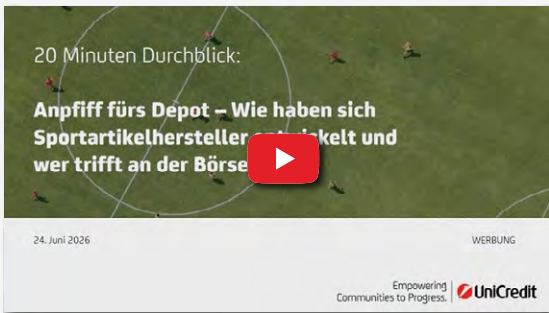 20 Minuten Durchblick:
Anpfiff fürs Depot – Wie haben sich
Sportartikelhersteller und
wer trifft an der Börse
24. Juni 2026
WERBUNG
Empowering
Communities to Progress.
UniCredit